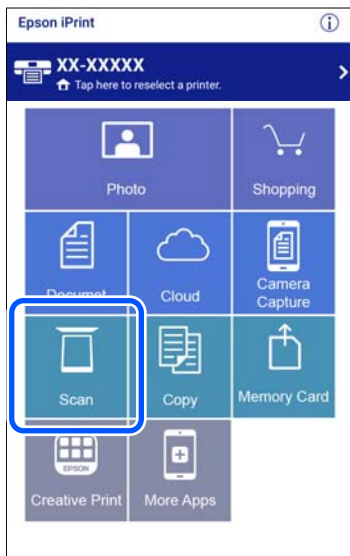 Epson iPrint
XX-XXXXX
Tap here to reselect a printer.
Photo
Shopping
Documet
Cloud
Camera
Capture
Scan
Copy
Memory Card
EPSON
Creative Print
More Apps